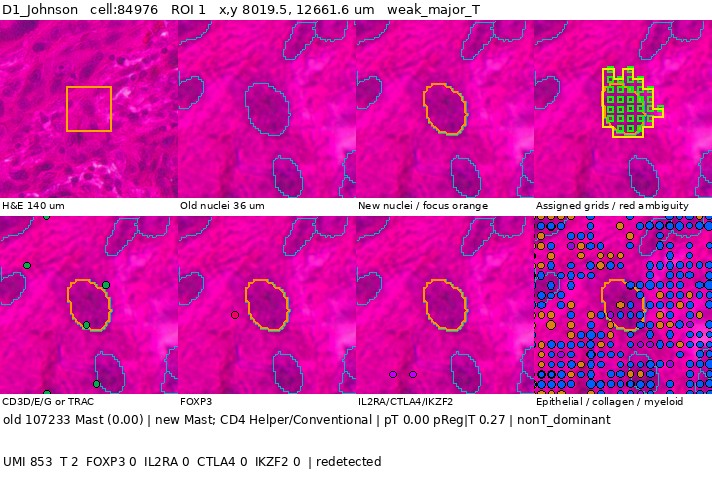 D1_Johnson cell:84976 ROI 1 x,y 8019.5, 12661.6 um weak_major_T
H&E 140 um
Old nuclei 36 um
New nuclei / focus orange
Assigned grids / red ambiguity
CD3D/E/G or TRAC
FOXP3
IL2RA/CTLA4/IKZF2
Epithelial / collagen / myeloid
old 107233 Mast (0.00) | new Mast; CD4 Helper/Conventional | pT 0.00 pReg|T 0.27 | nonT_dominant
UMI 853 T 2 FOXP3 0 IL2RA 0 CTLA4 0 IKZF2 0 | redetected